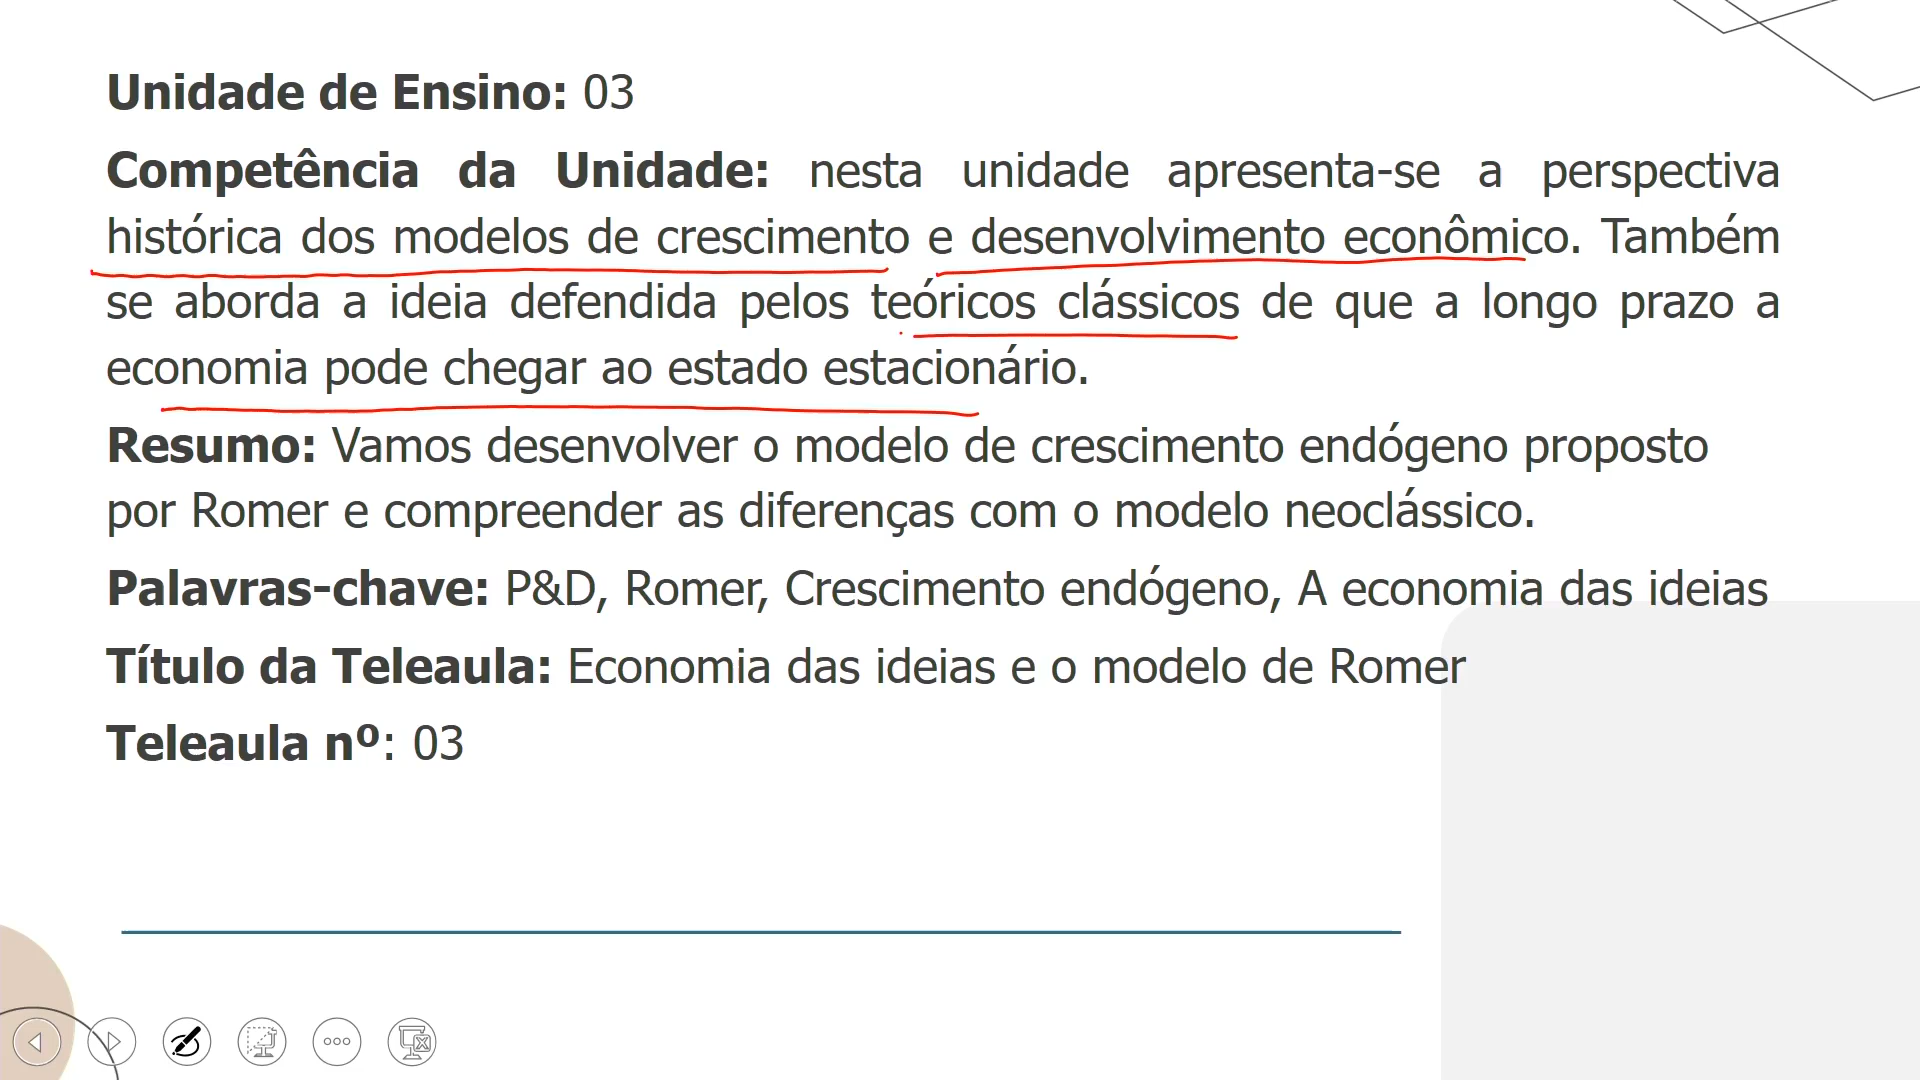 Unidade de Ensino: 03
Competência da Unidade: nesta unidade apresenta-se a perspectiva
histórica dos modelos de crescimento e desenvolvimento econômico. Também
se aborda a ideia defendida pelos teóricos clássicos de que a longo prazo a
economia pode chegar ao estado estacionário.
Resumo: Vamos desenvolver o modelo de crescimento endógeno proposto
por Romer e compreender as diferenças com o modelo neoclássico.
Palavras-chave: P&D, Romer, Crescimento endógeno, A economia das ideias
Título da Teleaula: Economia das ideias e o modelo de Romer
Teleaula nº: 03